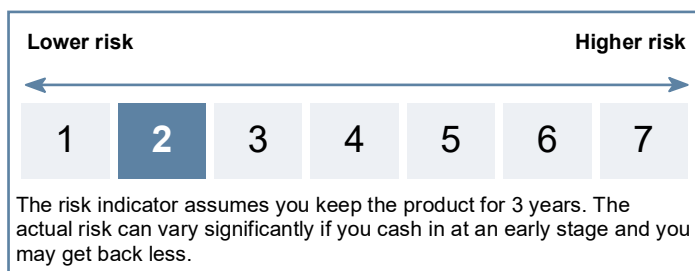 Lower risk Higher risk
1 2 3 4 5 6 7
The risk indicator assumes you keep the product for 3 years. The
actual risk can vary significantly if you cash in at an early stage and you
may get back less.